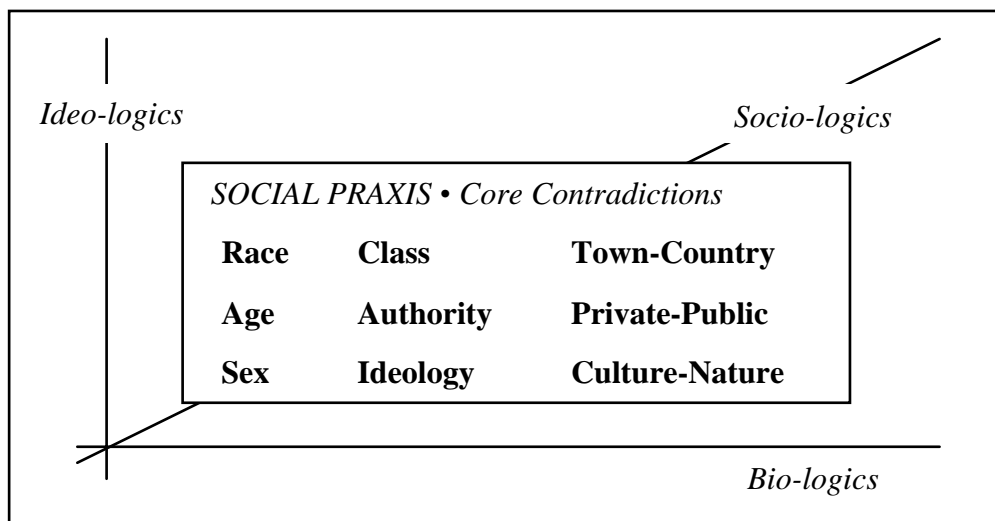 Ideo-logics
Socio-logics
SOCIAL PRAXIS • Core Contradictions
Race Class Town-Country
Age Authority Private-Public
Sex Ideology Culture-Nature
Bio-logics